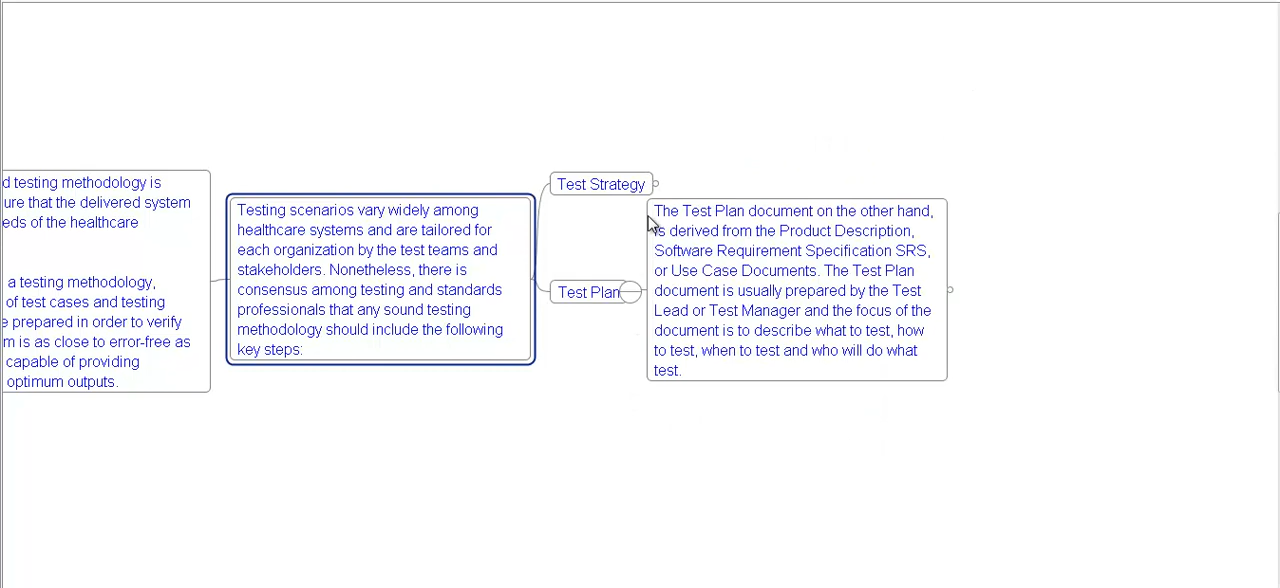 d testing methodology is
ure that the delivered system
eds of the healthcare
a testing methodology,
of test cases and testing
e prepared in order to verify
m is as close to error-free as
capable of providing
optimum outputs.
Testing scenarios vary widely among
healthcare systems and are tailored for
each organization by the test teams and
stakeholders. Nonetheless, there is
consensus among testing and standards
professionals that any sound testing
methodology should include the following
key steps:
Test Strategy
Test Plan
The Test Plan document on the other hand,
is derived from the Product Description,
Software Requirement Specification SRS,
or Use Case Documents. The Test Plan
document is usually prepared by the Test
Lead or Test Manager and the focus of the
document is to describe what to test, how
to test, when to test and who will do what
test.